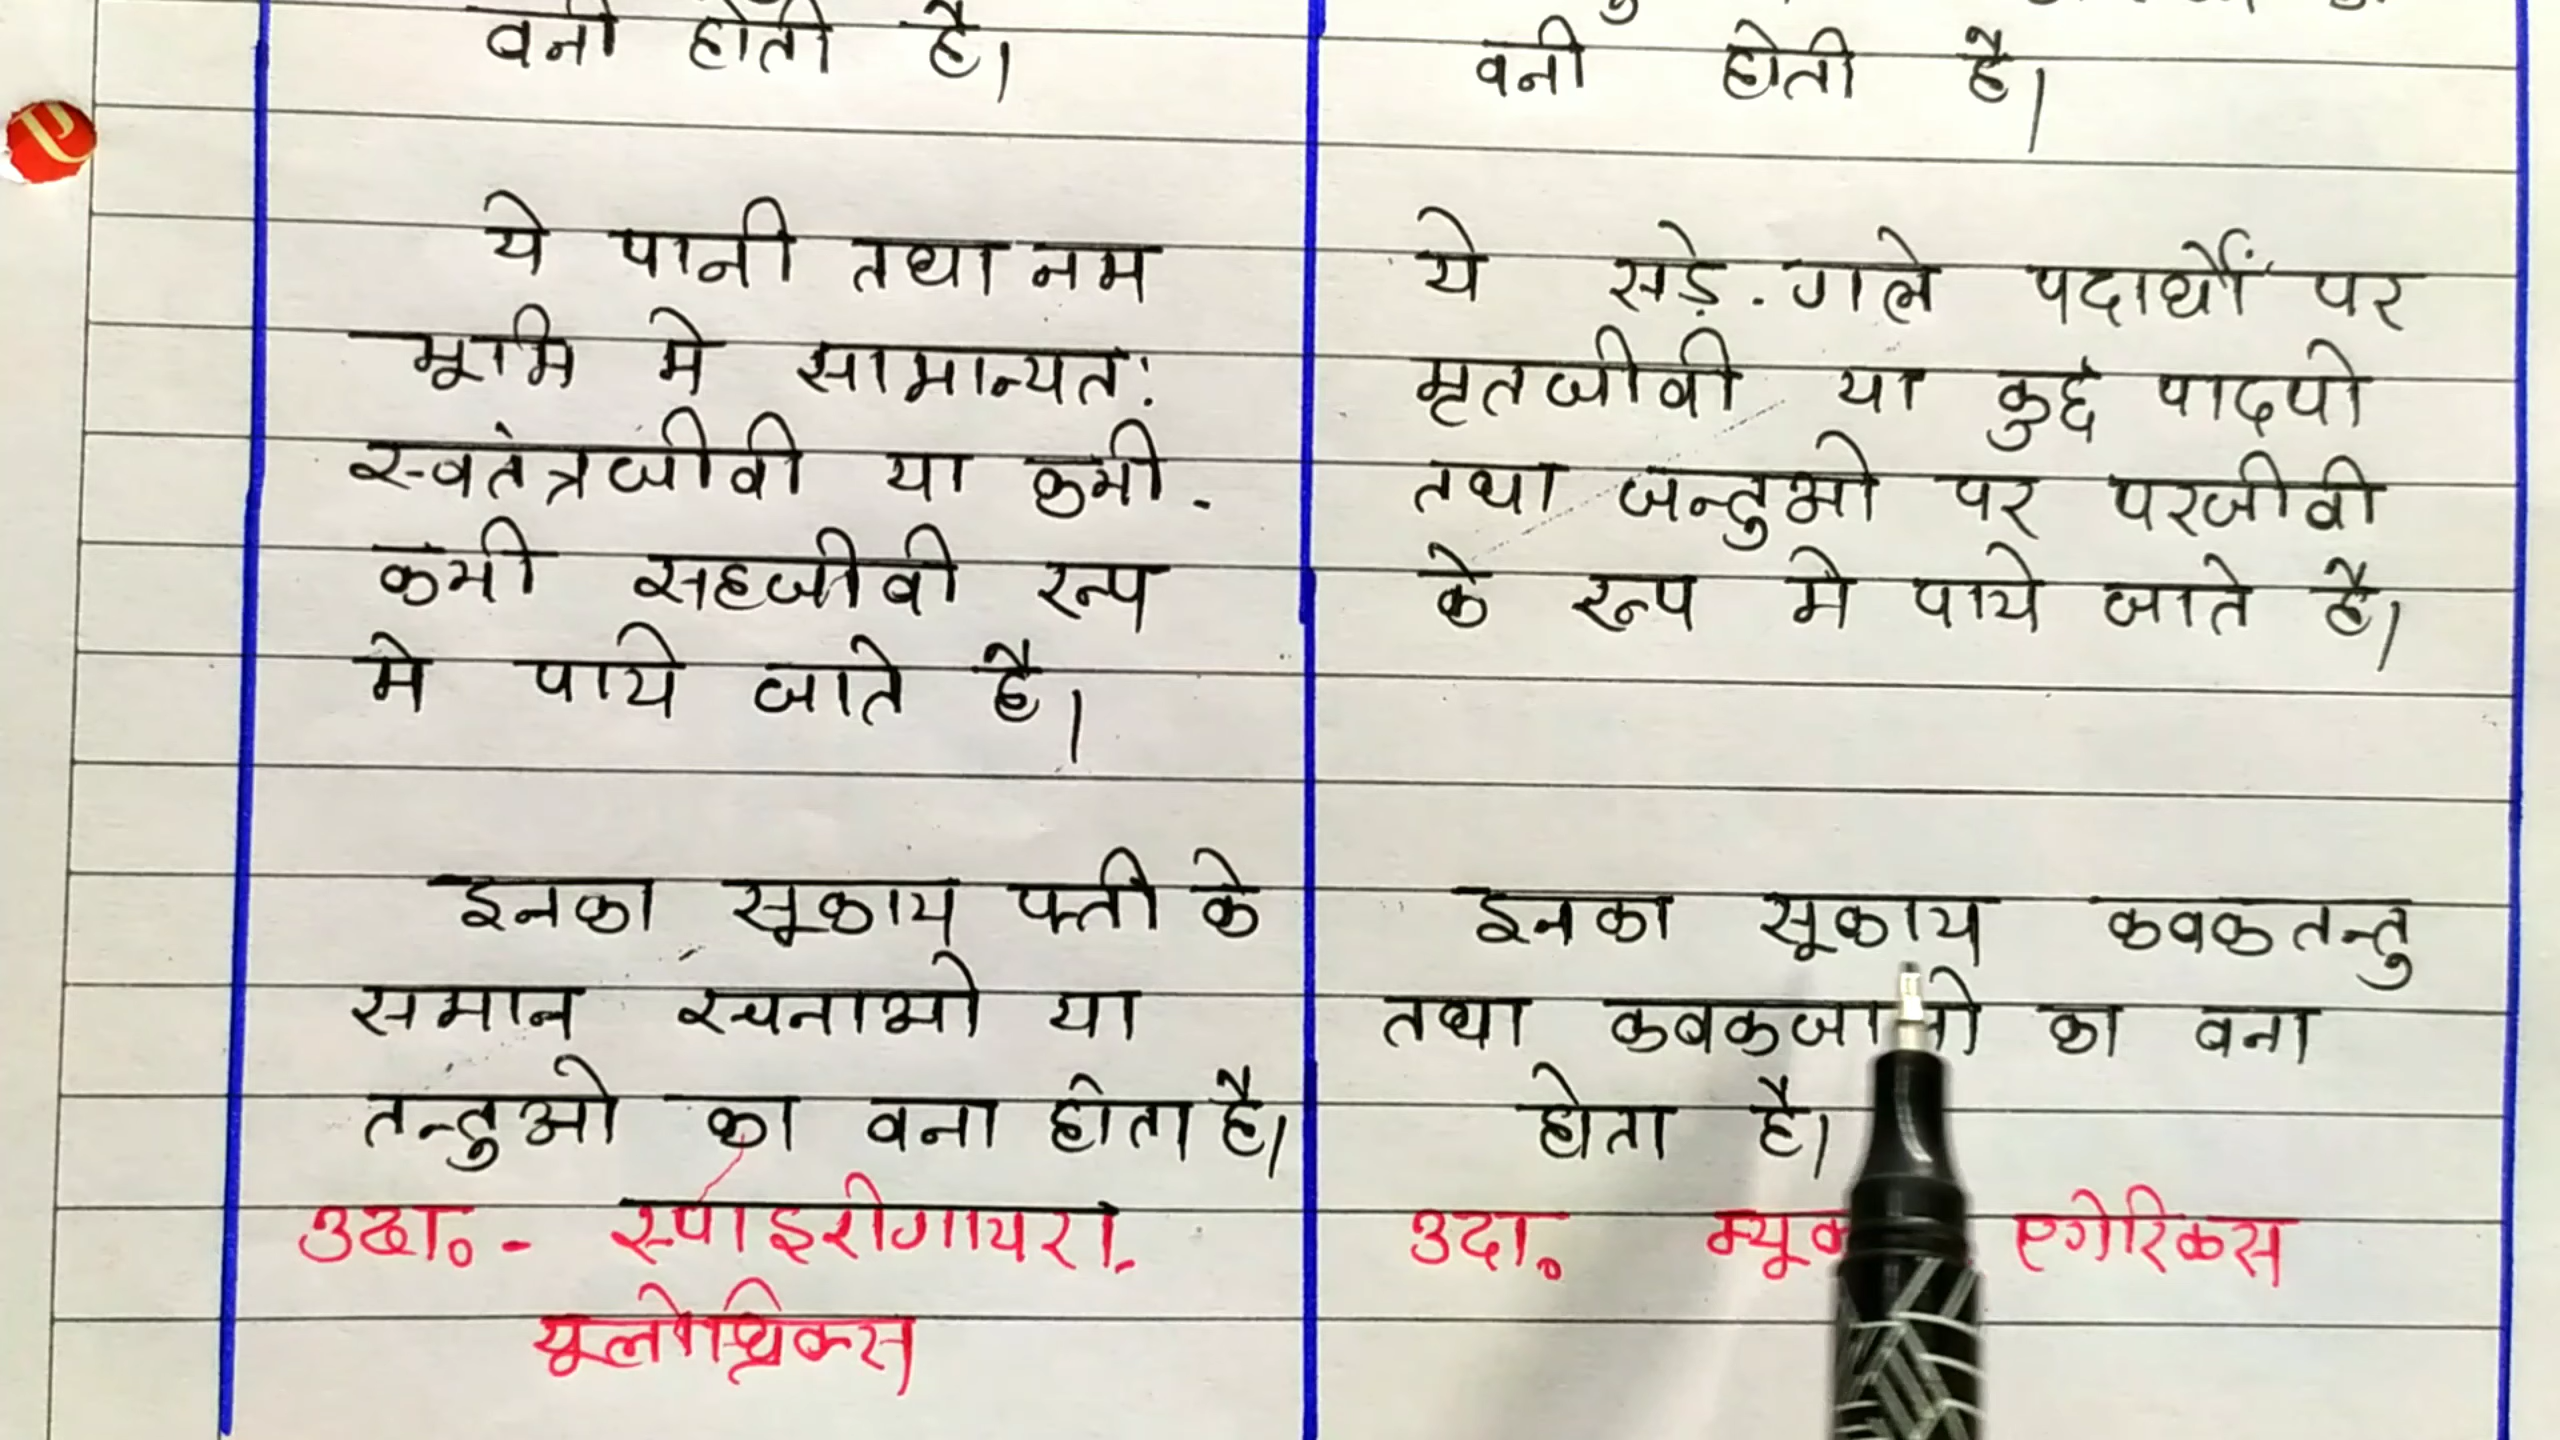 बनी होती है।
ये पानी तथा नम
भूमि मे सामान्यत:
स्वतंत्रजीवी या कभी-
कभी सहजीवी रूप
मे पाये जाते है।
इनका सूकाय पत्ती के
समान रचनाओ या
तन्तुओ का बना होता है।
उदा०- स्पाइरोगायरा,
यूलोथ्रिक्स
बनी होती है।
ये सड़े-गले पदार्थों पर
मृतजीवी या कुछ पादपो
तथा जन्तुओ पर परजीवी
के रूप मे पाये जाते है।
इनका सूकाय कवकतन्तु
तथा का बना
होता है।
उदा० एगेरिकस